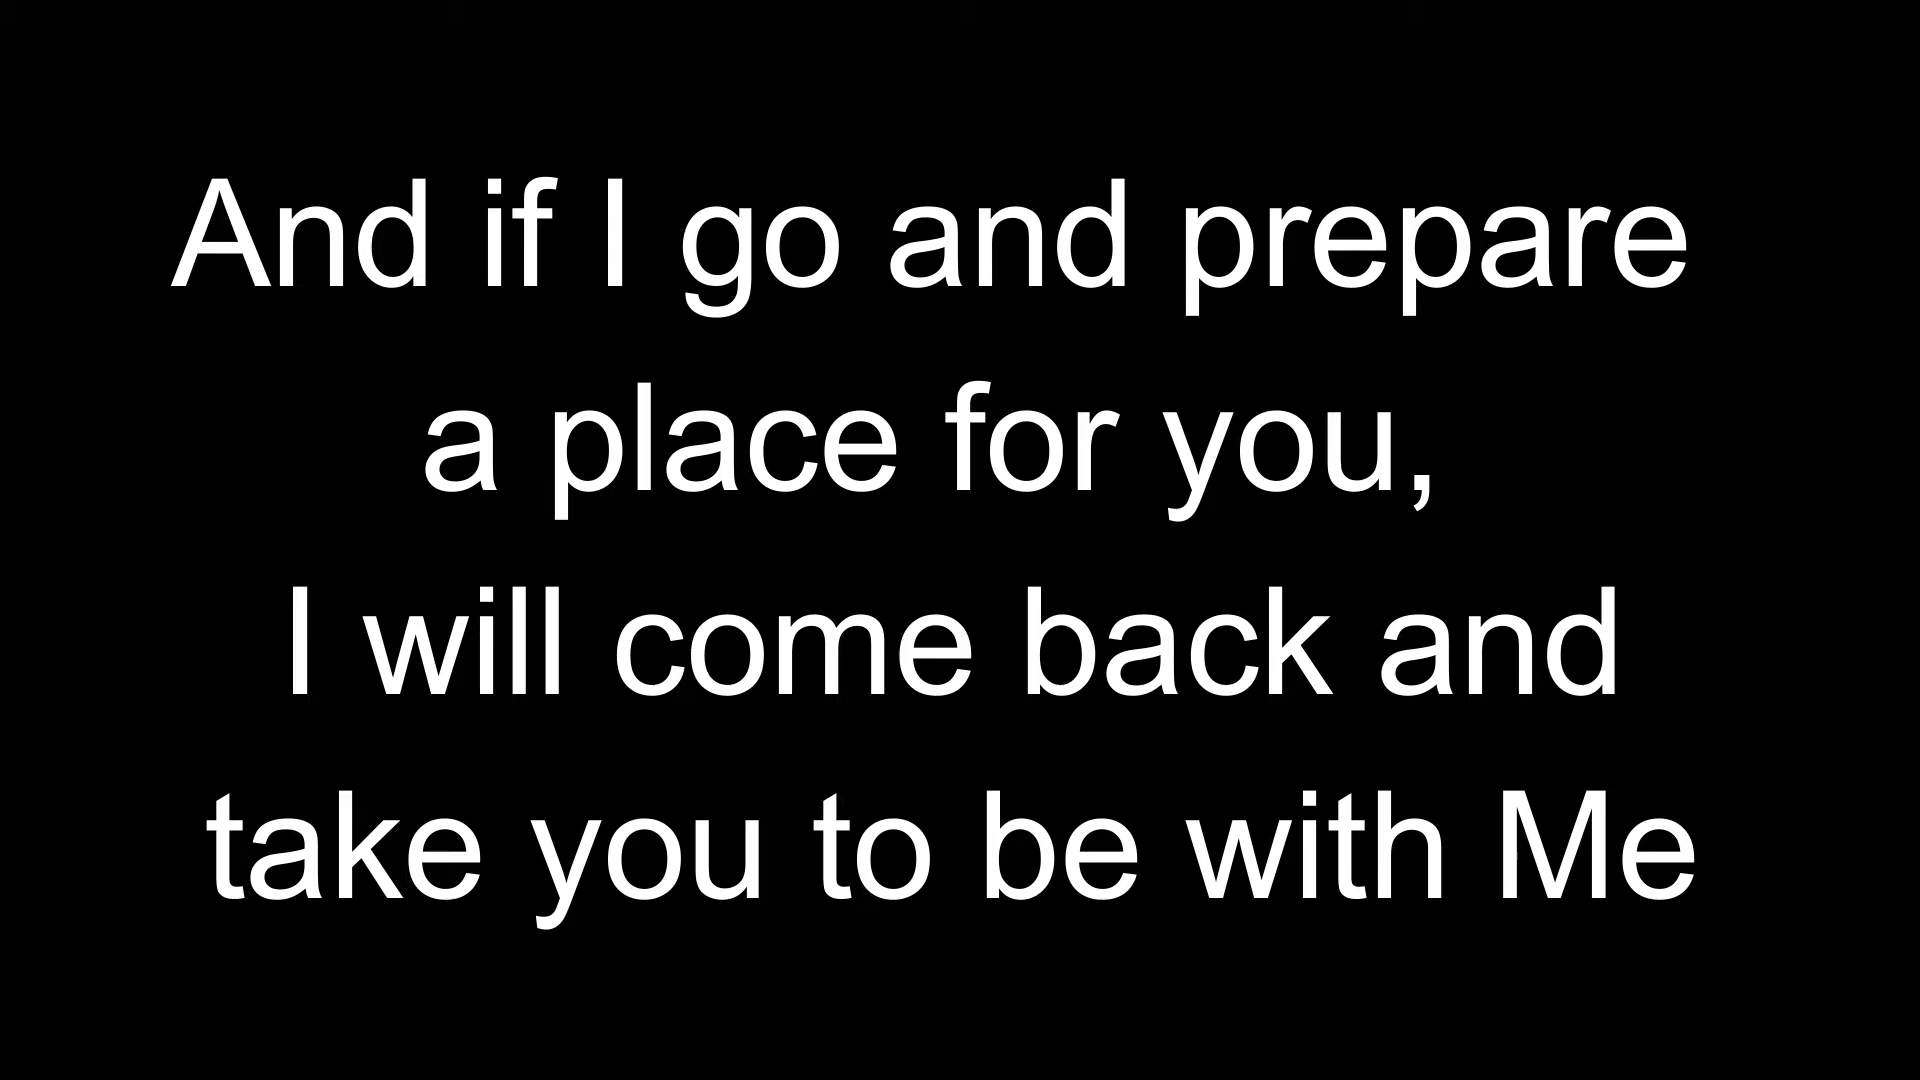 And if I go and prepare
a place for you,
I will come back and
take you to be with Me